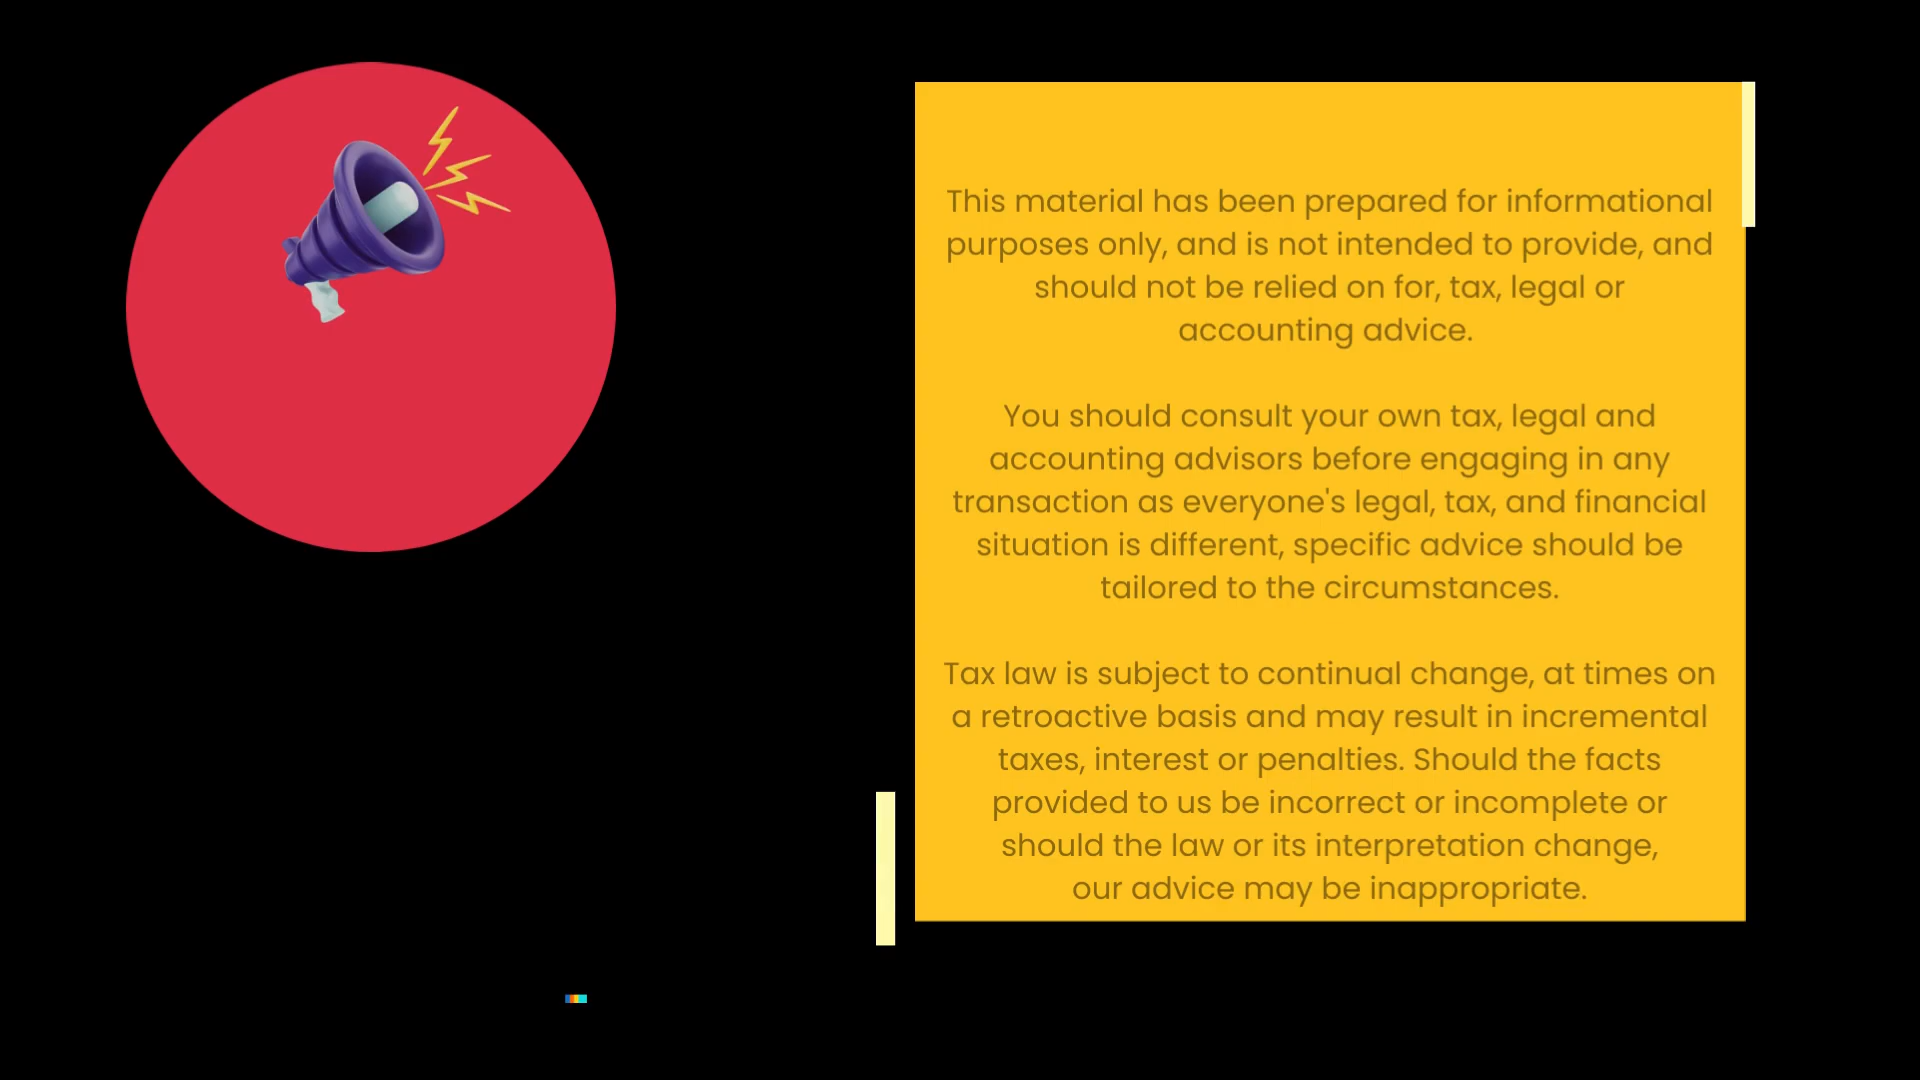 This material has been prepared for informational
purposes only, and is not intended to provide, and
should not be relied on for, tax, legal or
accounting advice.
You should consult your own tax, legal and
accounting advisors before engaging in any
transaction as everyone's legal, tax, and financial
situation is different, specific advice should be
tailored to the circumstances.
Tax law is subject to continual change, at times on
a retroactive basis and may result in incremental
taxes, interest or penalties. Should the facts
provided to us be incorrect or incomplete or
should the law or its interpretation change,
our advice may be inappropriate.